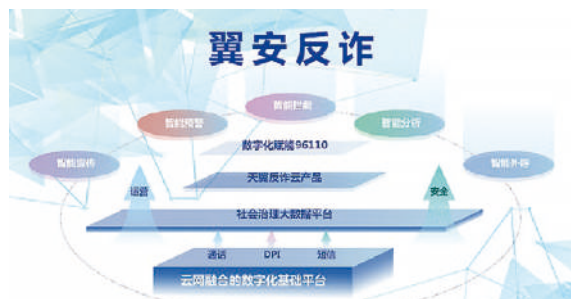 翼安反诈
智能拦截
智能预警
智能分析
数字化赋能96110
智能宣传
智能外呼
天翼反诈云产品
运营
安全
社会治理大数据平台
通话
DPI
短信
云网融合的数字化基础平台